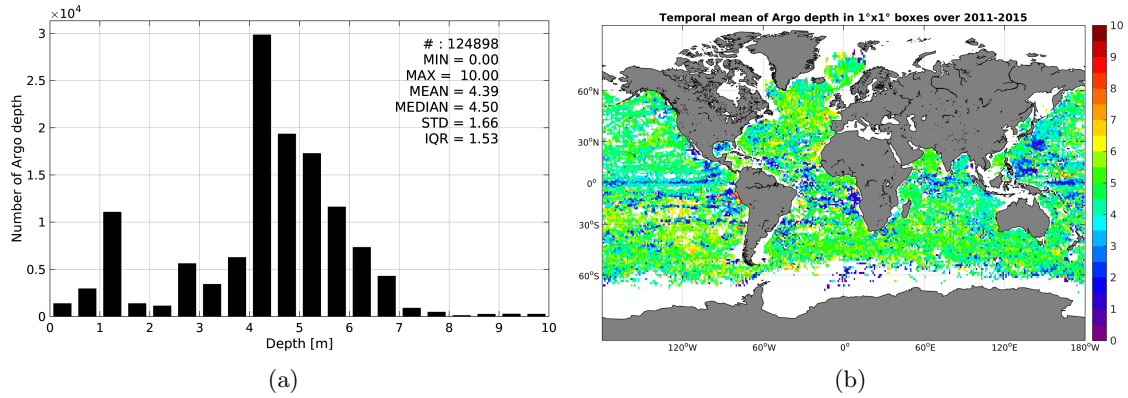 ×10⁴
3
2.5
2
1.5
1
0.5
0
Number of Argo depth
# : 124898
MIN = 0.00
MAX = 10.00
MEAN = 4.39
MEDIAN = 4.50
STD = 1.66
IQR = 1.53
0 1 2 3 4 5 6 7 8 9 10
Depth [m]
(a)
Temporal mean of Argo depth in 1°x1° boxes over 2011-2015
60°N
30°N
0°
30°S
60°S
120°W 60°W 0° 60°E 120°E 180°W
10
9
8
7
6
5
4
3
2
1
0
(b)